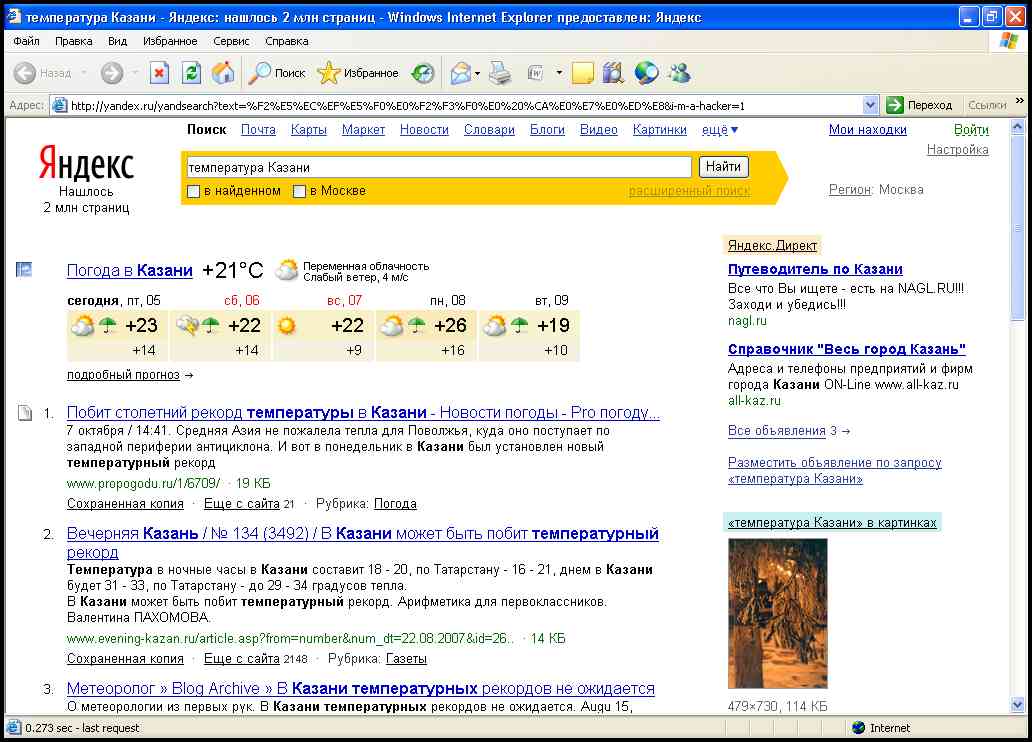 температура Казани - Яндекс: нашлось 2 млн страниц - Windows Internet Explorer предоставлен: Яндекс
Файл Правка Вид Избранное Сервис Справка
Назад Поиск Избранное
Адрес: http://yandex.ru/yandsearch?text=%F2%E5%EC%EF%E5%F0%E0%F2%F3%F0%E0%20%CA%E0%E7%E0%ED%E8&i-m-a-hacker=1 Переход Ссылки »
Поиск Почта Карты Маркет Новости Словари Блоги Видео Картинки ещё ▼ Мои находки Войти
Настройка
Яндекс
Нашлось
2 млн страниц
температура Казани Найти
в найденном в Москве расширенный поиск
Регион: Москва
Погода в Казани +21°C Переменная облачность
Слабый ветер, 4 м/с
сегодня, пт, 05 сб, 06 вс, 07 пн, 08 вт, 09
+23 +22 +22 +26 +19
+14 +14 +9 +16 +10
подробный прогноз →
1. Побит столетний рекорд температуры в Казани - Новости погоды - Pro погоду...
7 октября / 14:41. Средняя Азия не пожалела тепла для Поволжья, куда оно поступает по
западной периферии антициклона. И вот в понедельник в Казани был установлен новый
температурный рекорд
www.propogodu.ru/1/6709/ · 19 КБ
Сохраненная копия · Еще с сайта 21 · Рубрика: Погода
2. Вечерняя Казань / № 134 (3492) / В Казани может быть побит температурный
рекорд
Температура в ночные часы в Казани составит 18 - 20, по Татарстану - 16 - 21, днем в Казани
будет 31 - 33, по Татарстану - до 29 - 34 градусов тепла.
В Казани может быть побит температурный рекорд. Арифметика для первоклассников.
Валентина ПАХОМОВА.
www.evening-kazan.ru/article.asp?from=number&num_dt=22.08.2007&id=26.. · 14 КБ
Сохраненная копия · Еще с сайта 2148 · Рубрика: Газеты
3. Метеоролог » Blog Archive » В Казани температурных рекордов не ожидается
О метеорологии из первых рук. В Казани температурных рекордов не ожидается. Augu 15,
Яндекс.Директ
Путеводитель по Казани
Все что Вы ищете - есть на NAGL.RU!!!
Заходи и убедись!!!
nagl.ru
Справочник "Весь город Казань"
Адреса и телефоны предприятий и фирм
города Казани ON-Line www.all-kaz.ru
all-kaz.ru
Все объявления 3 →
Разместить объявление по запросу
«температура Казани»
«температура Казани» в картинках
479×730, 114 КБ
0.273 sec - last request Internet